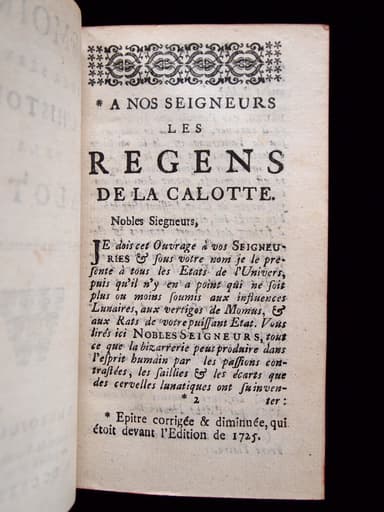 * A NOS SEIGNEURS
LES
REGENS
DE LA CALOTTE.
Nobles Siegneurs,
JE dois cet Ouvrage à vos SEIGNEU-
RIES & sous votre nom je le pre-
sente à tous les Etats de l'Univers,
puis qu'il n'y en a point qui ne soit
plus ou moins soumis aux influences
Lunaires, aux vertiges de Momus, &
aux Rats de votre puissant Etat. Vous
lirés ici NOBLES SEIGNEURS, tout
ce que la bizarrerie peut produire dans
l'esprit humain par les passions con-
trastées, les saillies & les écarts que
des cervelles lunatiques ont su inven-
* 2 ter:
* Epitre corrigée & diminuée, qui
étoit devant l'Edition de 1725.